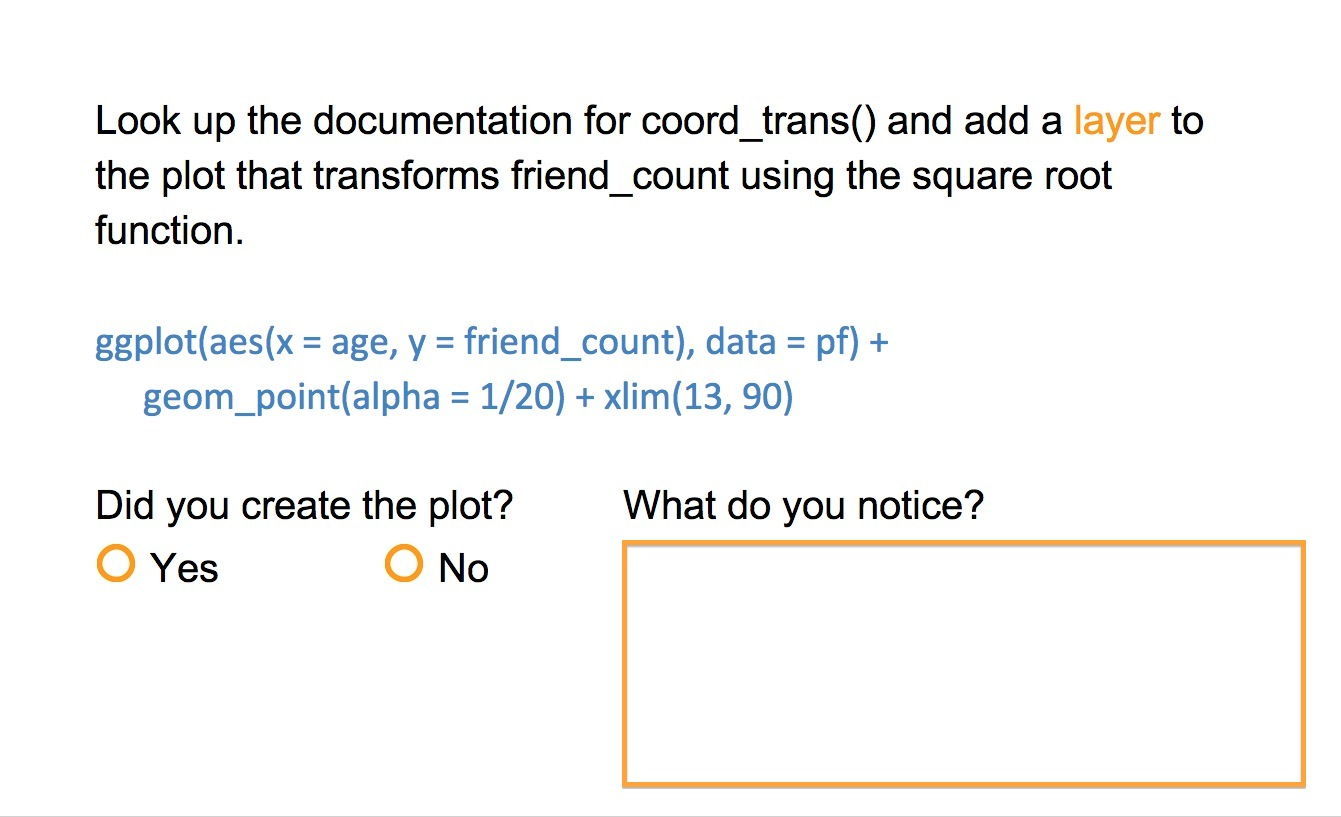 Look up the documentation for coord_trans() and add a layer to
the plot that transforms friend_count using the square root
function.
ggplot(aes(x = age, y = friend_count), data = pf) +
geom_point(alpha = 1/20) + xlim(13, 90)
Did you create the plot? What do you notice?
Yes No